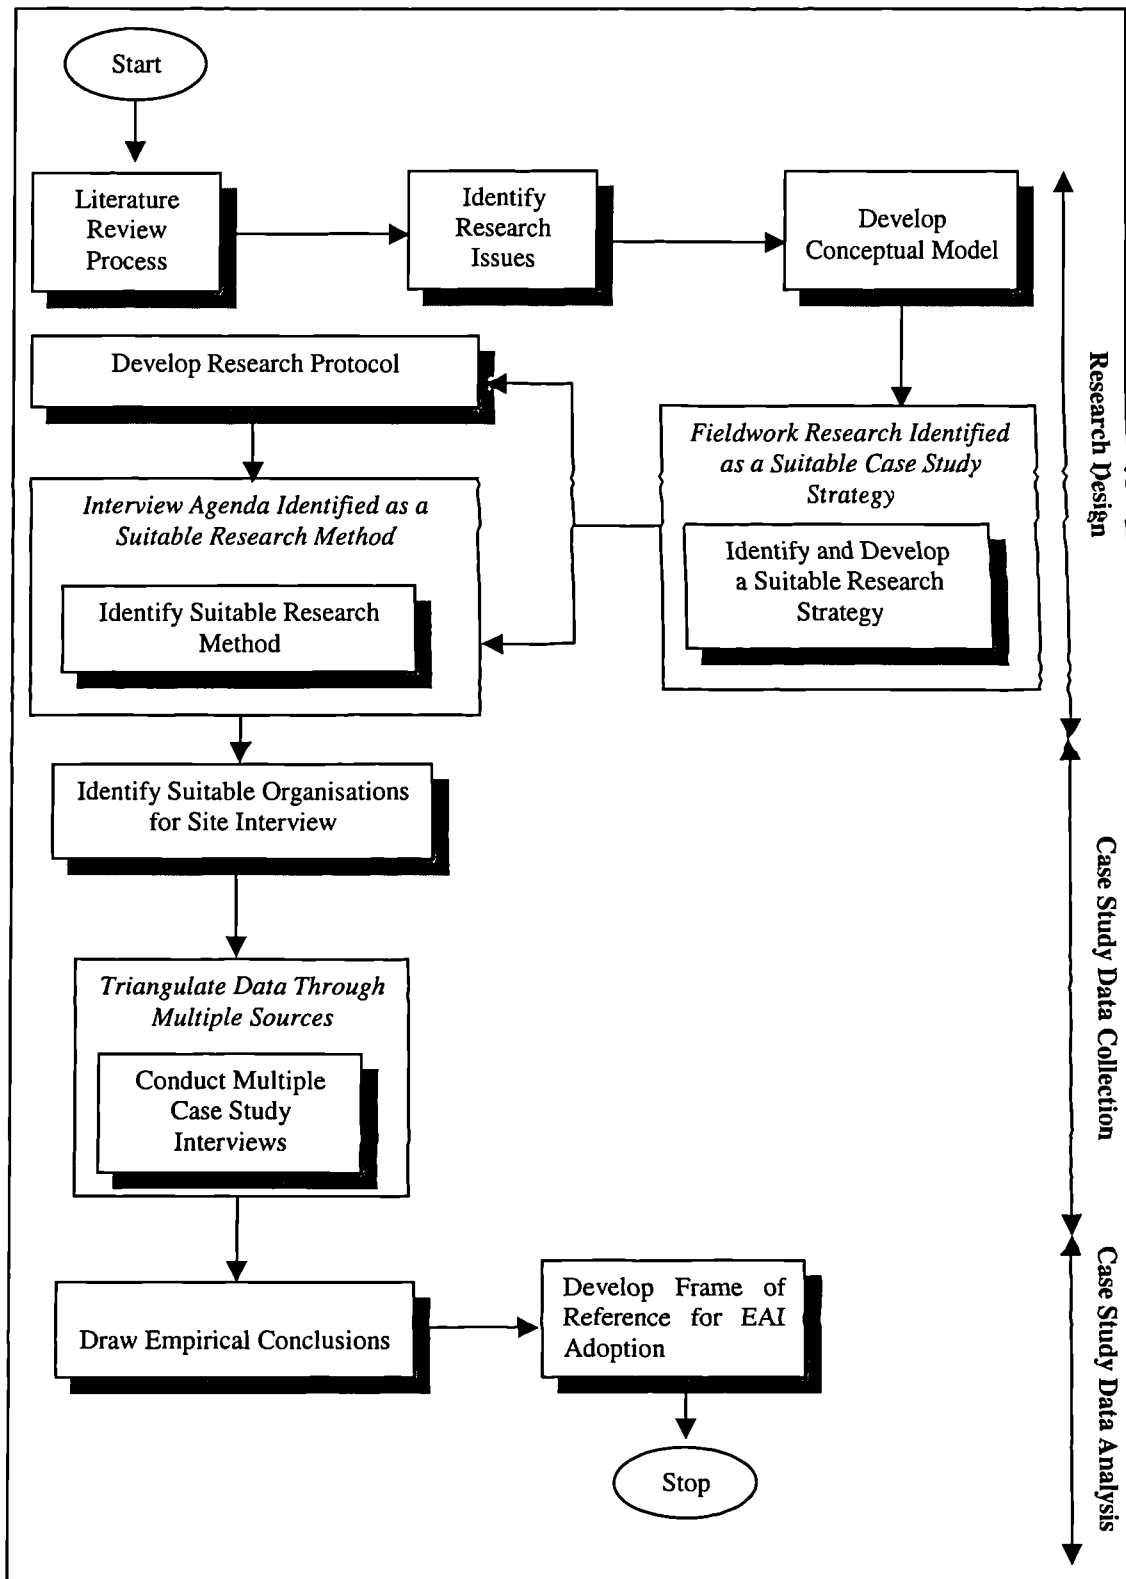 Start
Literature
Review
Process
Identify
Research
Issues
Develop
Conceptual Model
Develop Research Protocol
Fieldwork Research Identified
as a Suitable Case Study
Strategy
Identify and Develop
a Suitable Research
Strategy
Interview Agenda Identified as a
Suitable Research Method
Identify Suitable Research
Method
Research Design
Identify Suitable Organisations
for Site Interview
Triangulate Data Through
Multiple Sources
Conduct Multiple
Case Study
Interviews
Case Study Data Collection
Draw Empirical Conclusions
Develop Frame of
Reference for EAI
Adoption
Stop
Case Study Data Analysis